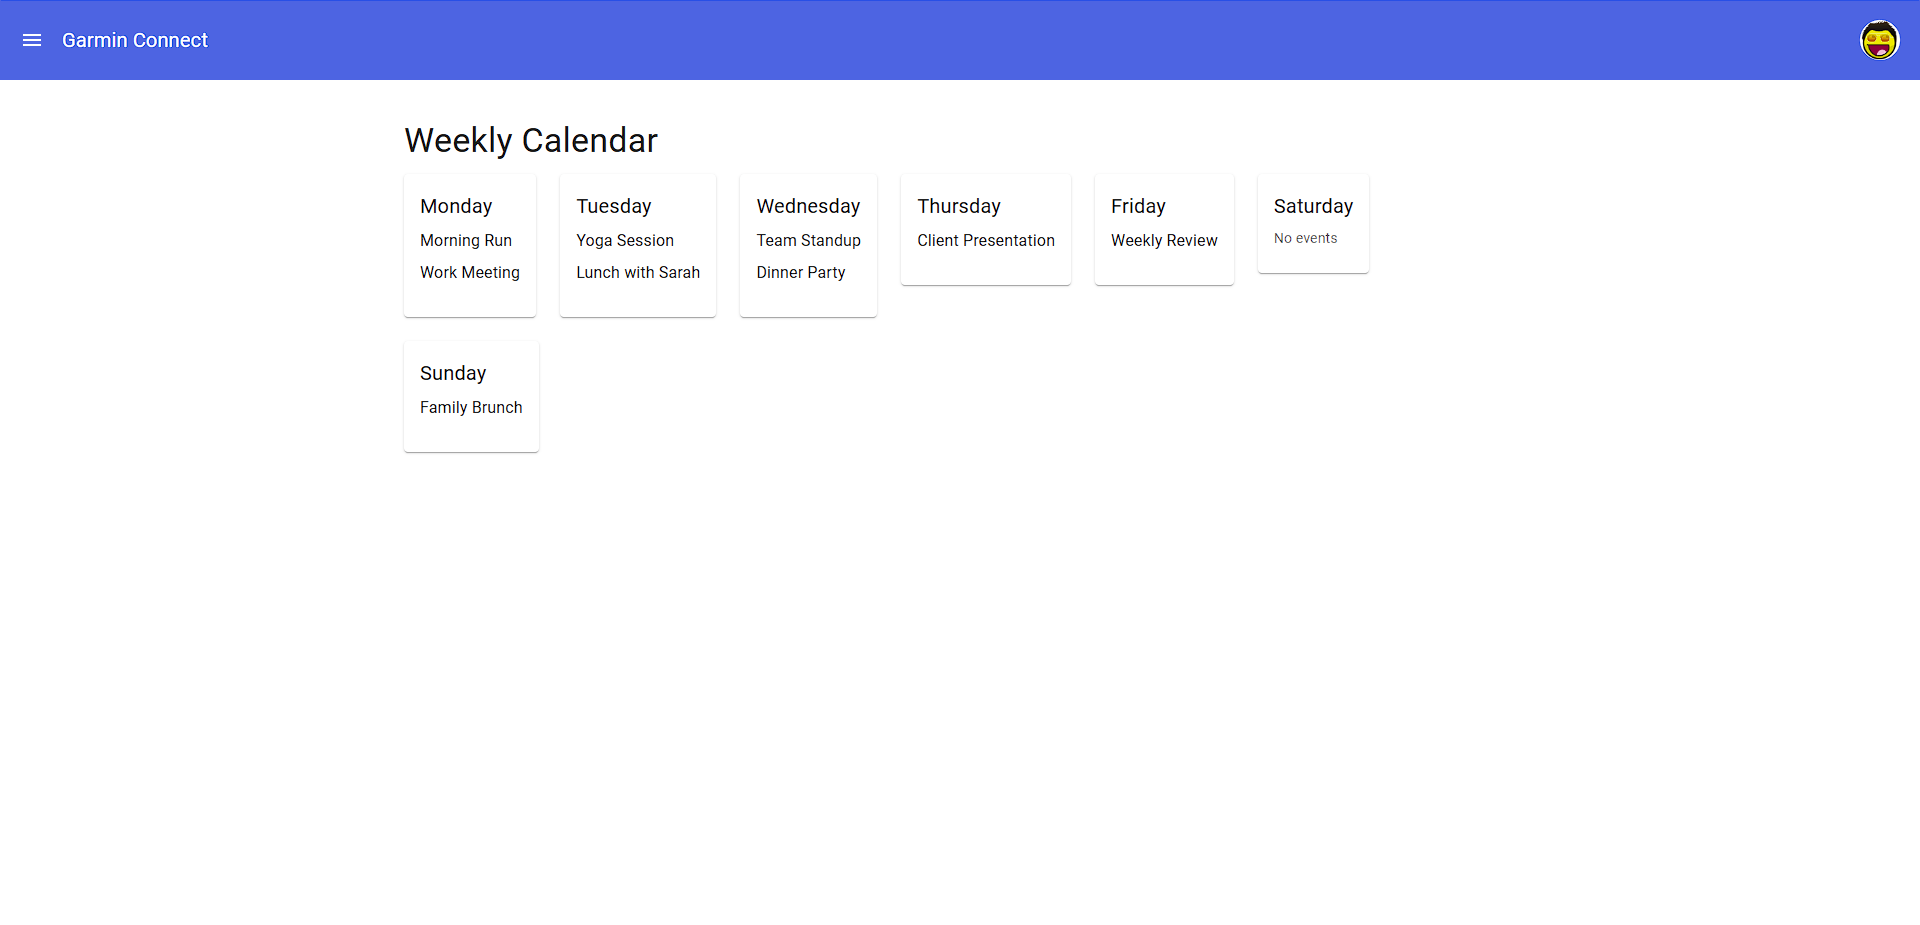 Garmin Connect
Weekly Calendar
Monday
Morning Run
Work Meeting
Tuesday
Yoga Session
Lunch with Sarah
Wednesday
Team Standup
Dinner Party
Thursday
Client Presentation
Friday
Weekly Review
Saturday
No events
Sunday
Family Brunch